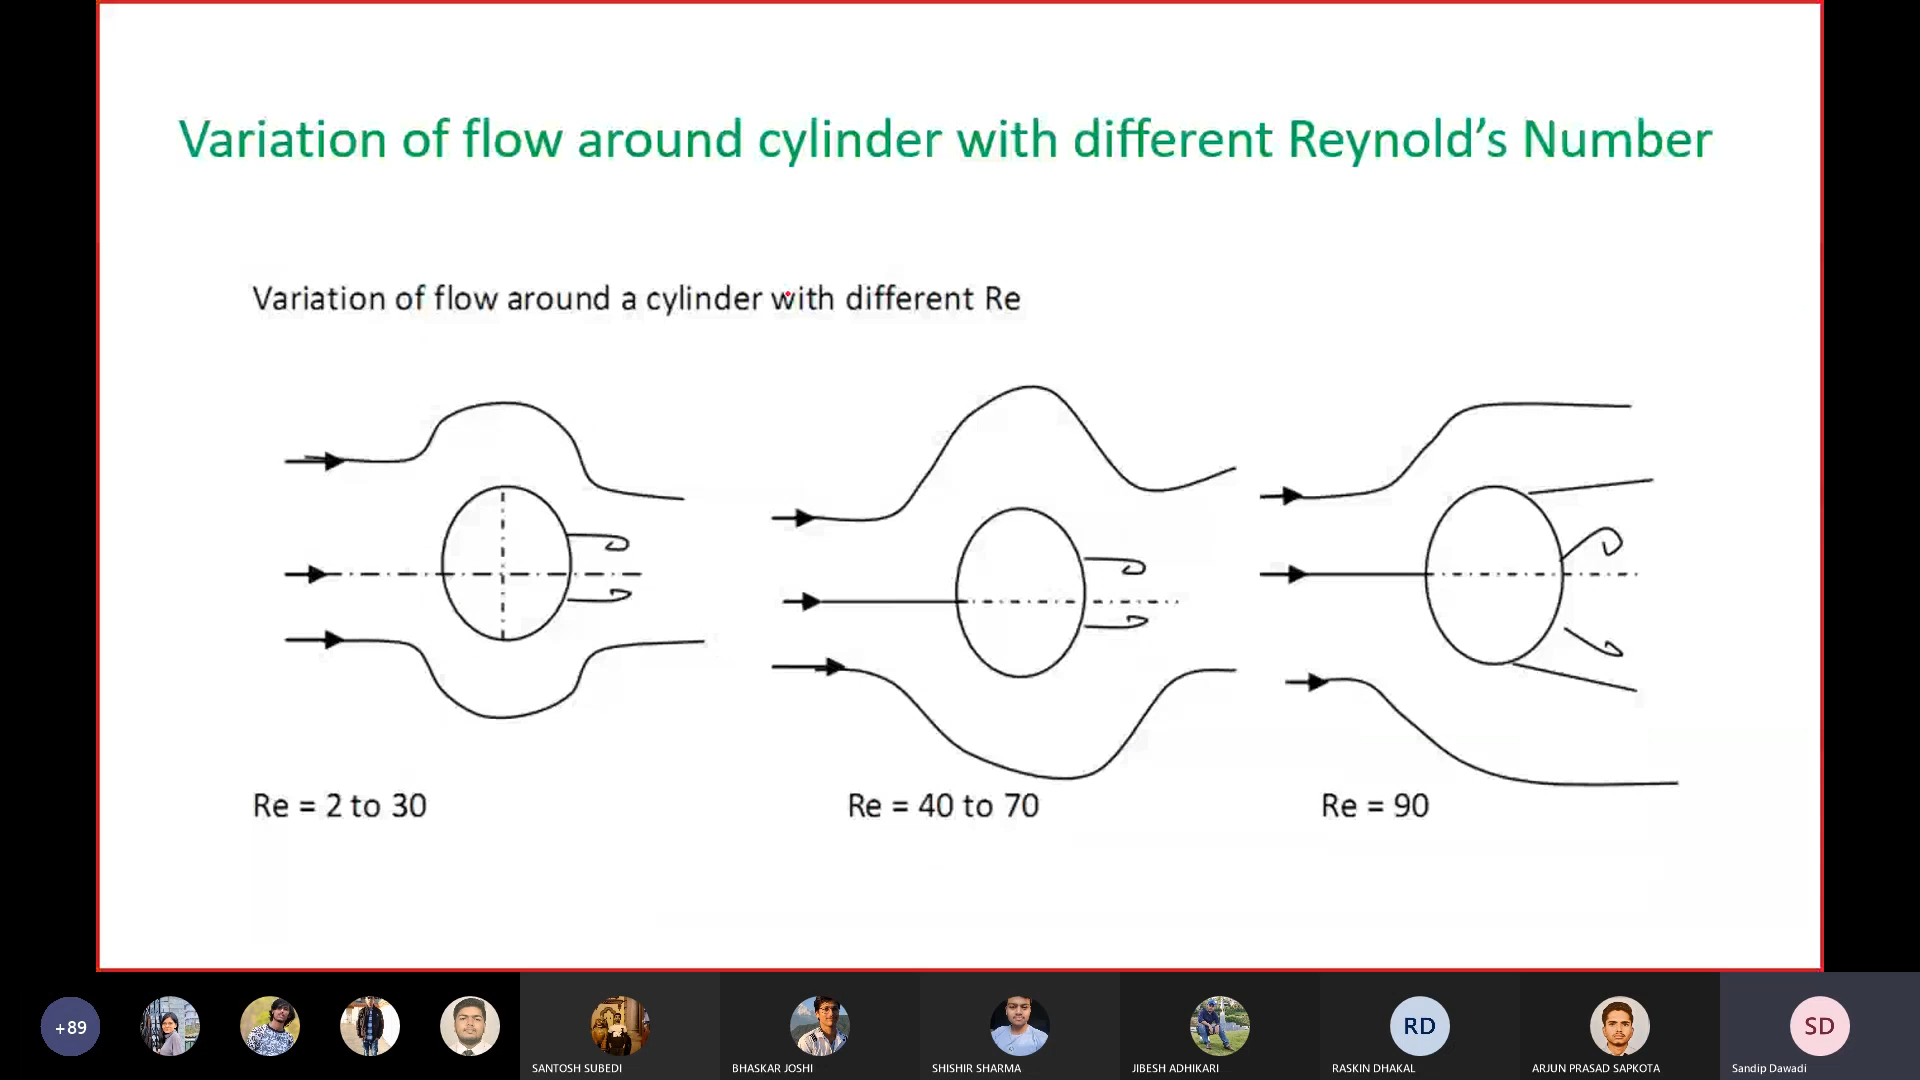 Variation of flow around cylinder with different Reynold’s Number
Variation of flow around a cylinder with different Re
Re = 2 to 30
Re = 40 to 70
Re = 90
+89
SANTOSH SUBEDI
BHASKAR JOSHI
SHISHIR SHARMA
JIBESH ADHIKARI
RD
RASKIN DHAKAL
ARJUN PRASAD SAPKOTA
SD
Sandip Dawadi